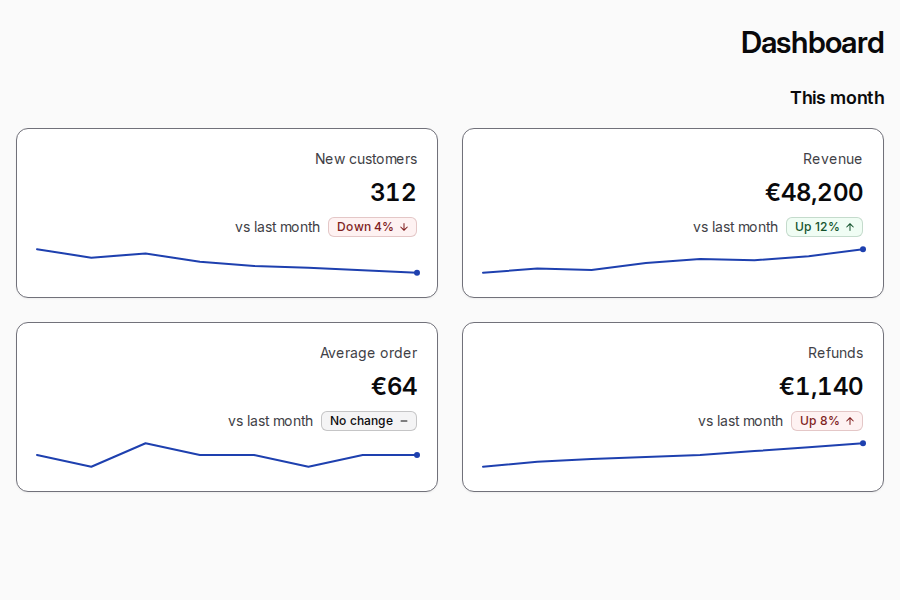 Dashboard
This month
Revenue
€48,200
vs last month Up 12% ↑
New customers
312
vs last month Down 4% ↓
Refunds
€1,140
vs last month Up 8% ↑
Average order
€64
vs last month No change –